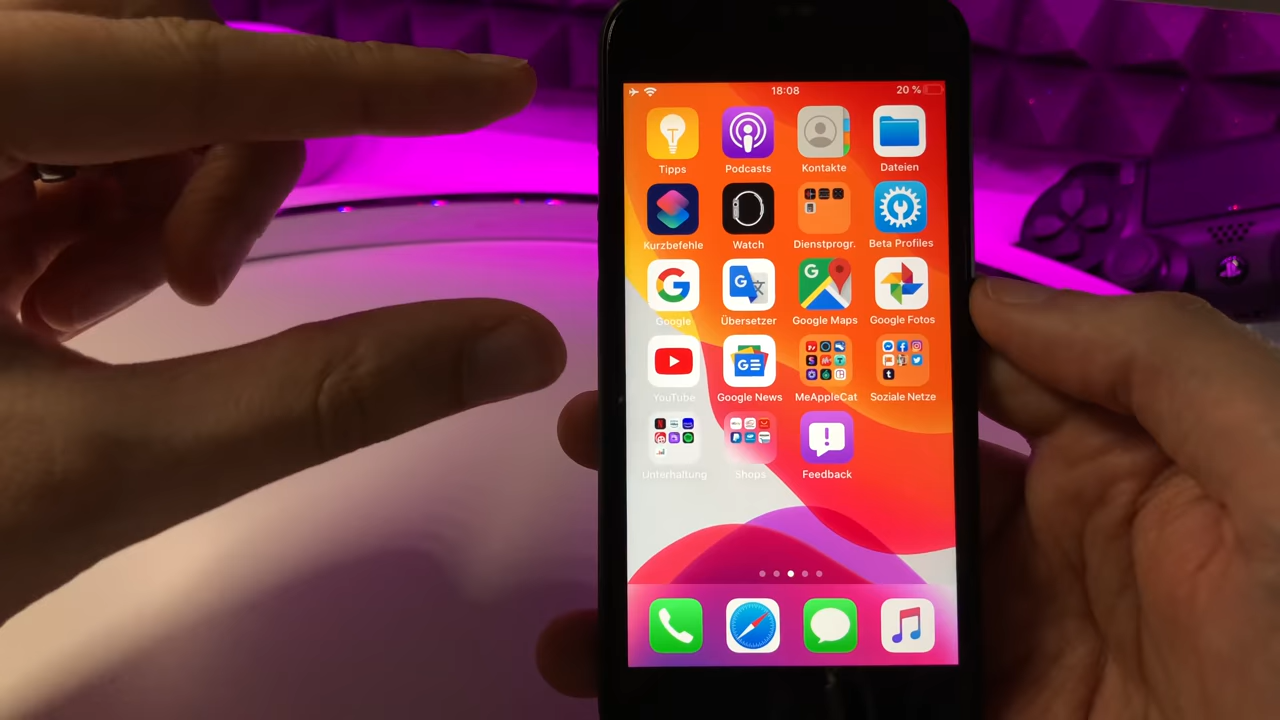 18:08 20 %
Tipps Podcasts Kontakte Dateien
Kurzbefehle Watch Dienstprogr. Beta Profiles
Google Übersetzer Google Maps Google Fotos
YouTube Google News MeAppleCat Soziale Netze
Unterhaltung Shops Feedback